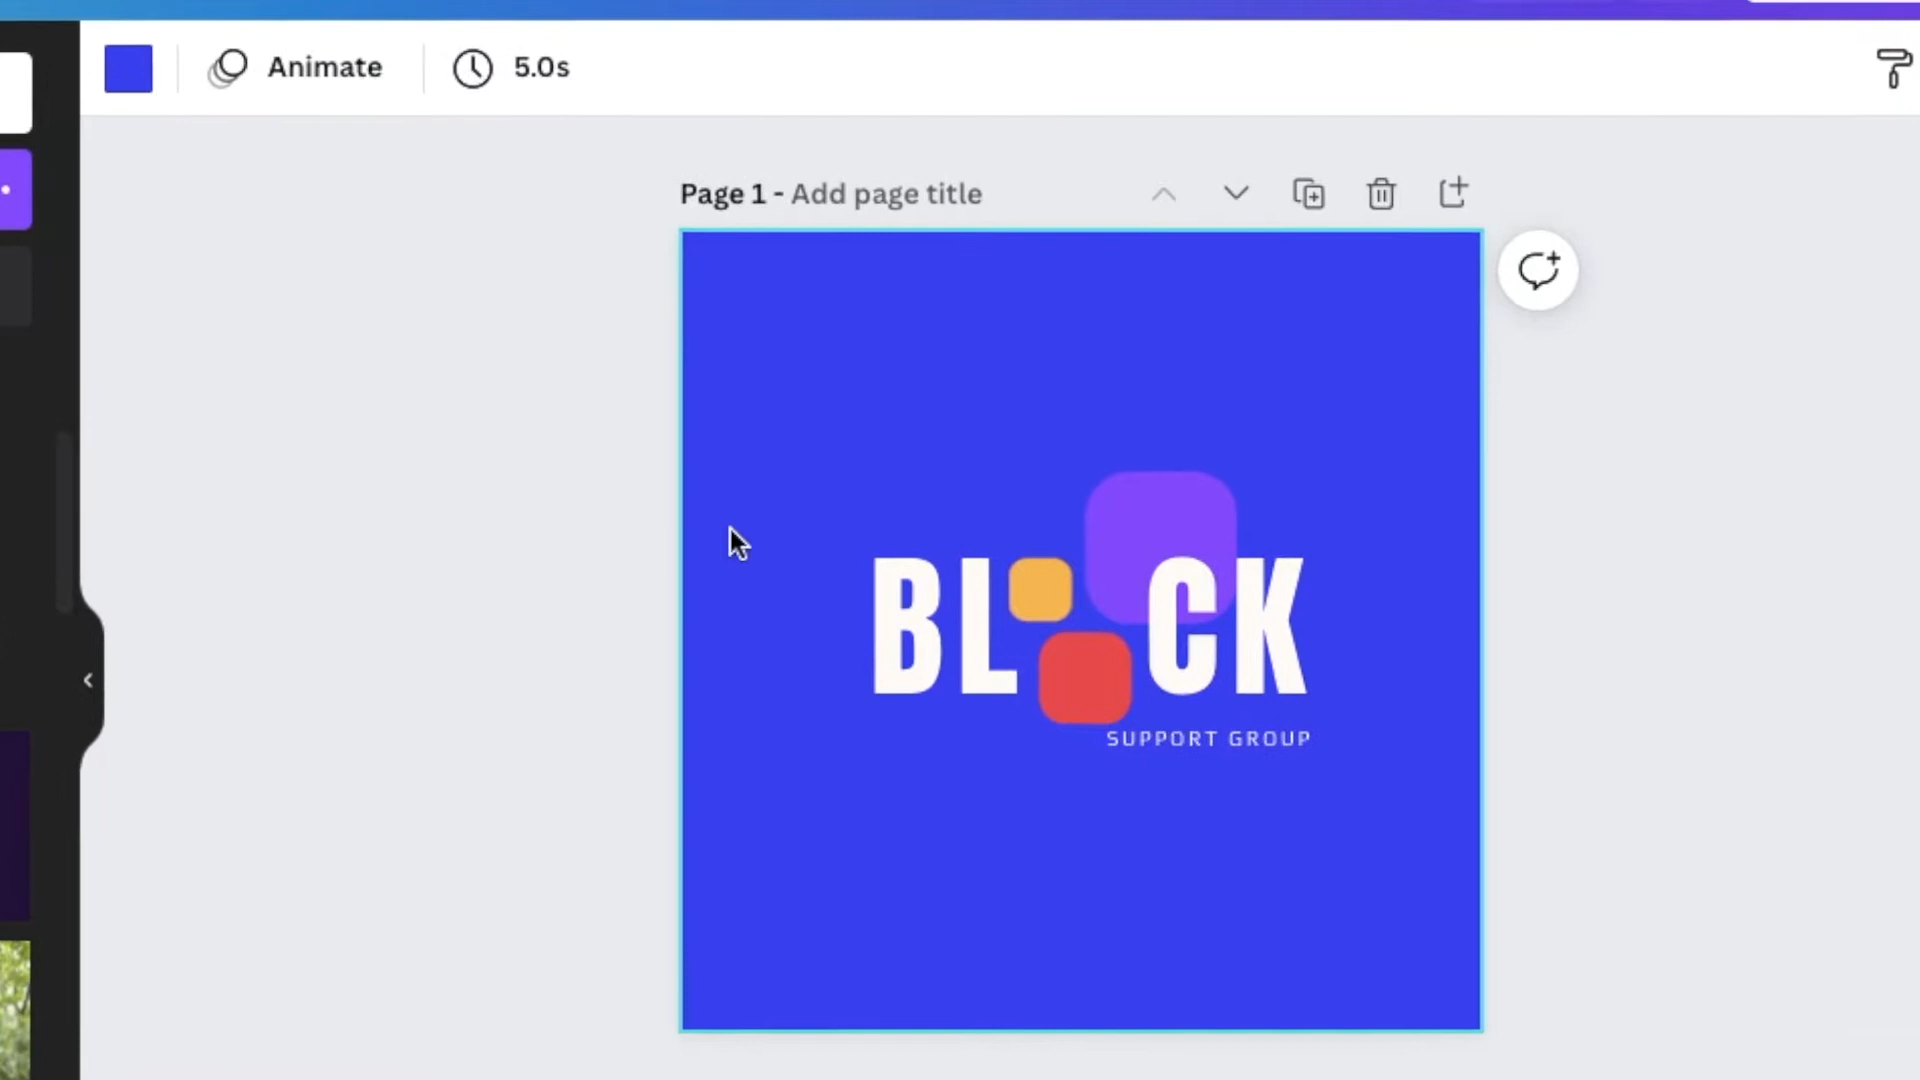 Animate
5.0s
Page 1 - Add page title
BL CK
SUPPORT GROUP